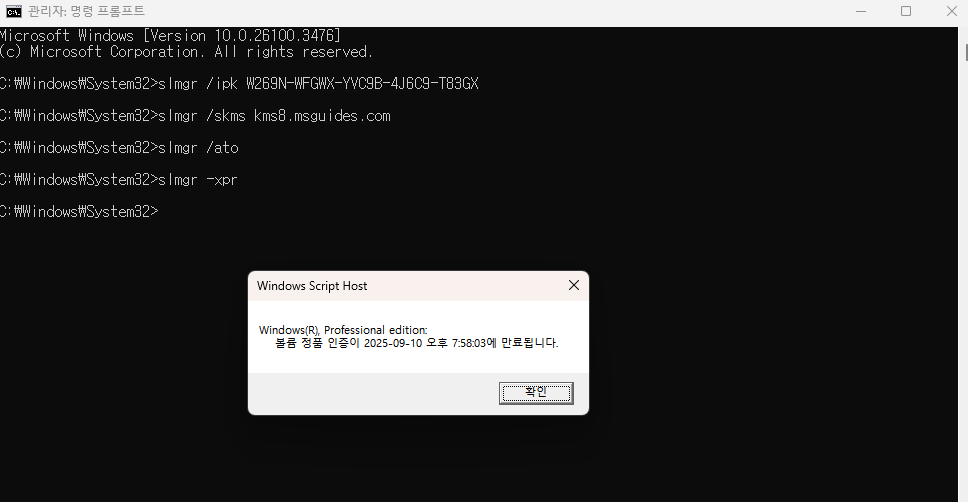 관리자: 명령 프롬프트
Microsoft Windows [Version 10.0.26100.3476]
(c) Microsoft Corporation. All rights reserved.
C:₩Windows₩System32>slmgr /ipk W269N-WFGWX-YVC9B-4J6C9-T83GX
C:₩Windows₩System32>slmgr /skms kms8.msguides.com
C:₩Windows₩System32>slmgr /ato
C:₩Windows₩System32>slmgr -xpr
C:₩Windows₩System32>
Windows Script Host
Windows(R), Professional edition:
볼륨 정품 인증이 2025-09-10 오후 7:58:03에 만료됩니다.
확인